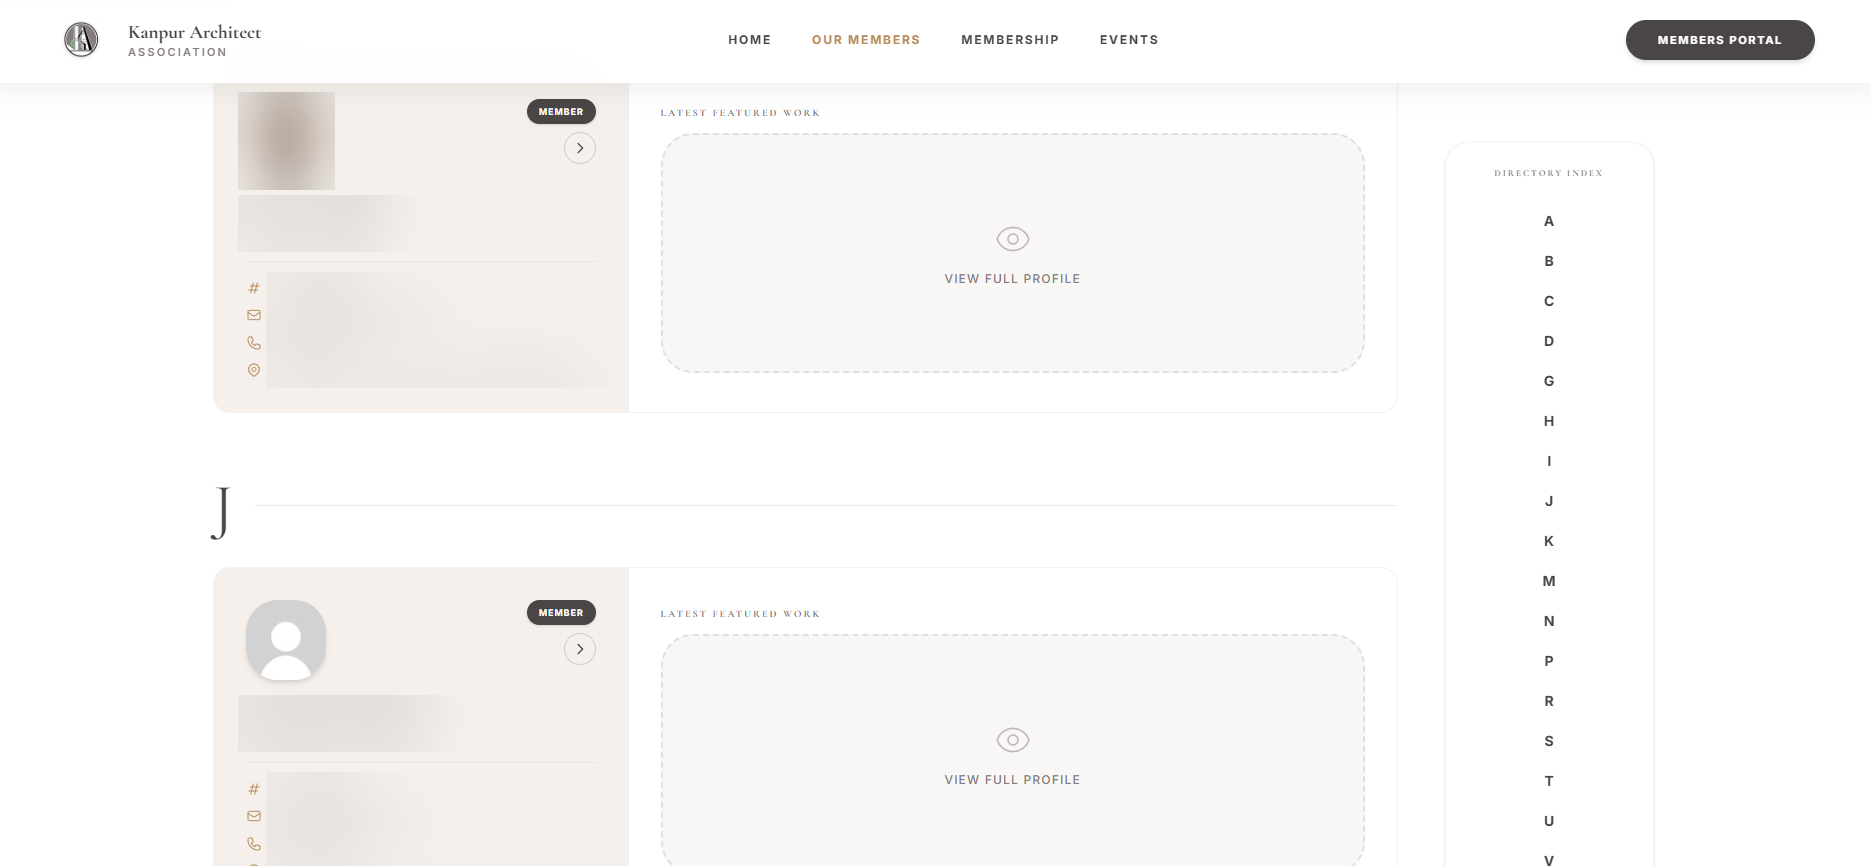 Kanpur Architect
ASSOCIATION
HOME
OUR MEMBERS
MEMBERSHIP
EVENTS
MEMBERS PORTAL
MEMBER
LATEST FEATURED WORK
VIEW FULL PROFILE
#
J
MEMBER
LATEST FEATURED WORK
VIEW FULL PROFILE
#
DIRECTORY INDEX
A
B
C
D
G
H
I
J
K
M
N
P
R
S
T
U
V